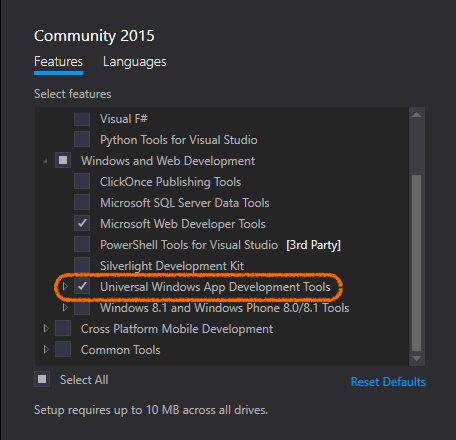 Community 2015
Features Languages
Select features
Visual F#
Python Tools for Visual Studio
Windows and Web Development
ClickOnce Publishing Tools
Microsoft SQL Server Data Tools
Microsoft Web Developer Tools
PowerShell Tools for Visual Studio [3rd Party]
Silverlight Development Kit
Universal Windows App Development Tools
Windows 8.1 and Windows Phone 8.0/8.1 Tools
Cross Platform Mobile Development
Common Tools
Select All Reset Defaults
Setup requires up to 10 MB across all drives.